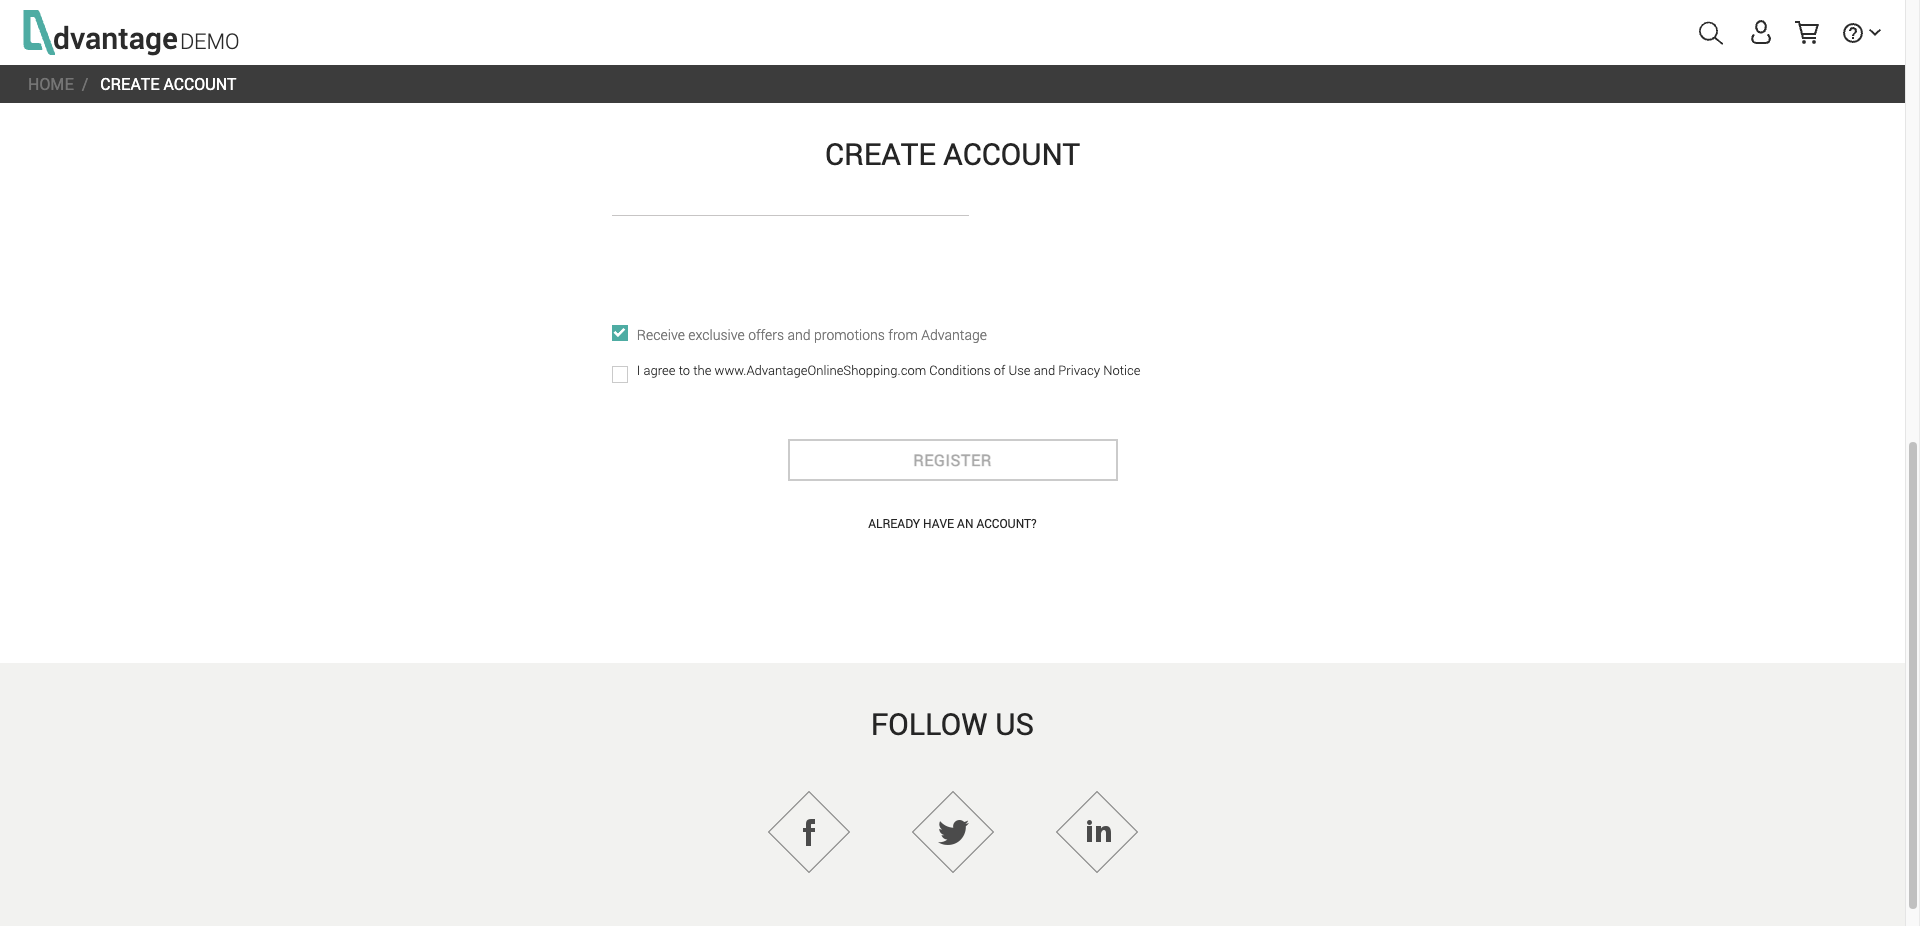 dvantage DEMO
HOME / CREATE ACCOUNT
CREATE ACCOUNT
Receive exclusive offers and promotions from Advantage
I agree to the www.AdvantageOnlineShopping.com Conditions of Use and Privacy Notice
REGISTER
ALREADY HAVE AN ACCOUNT?
FOLLOW US
f
in